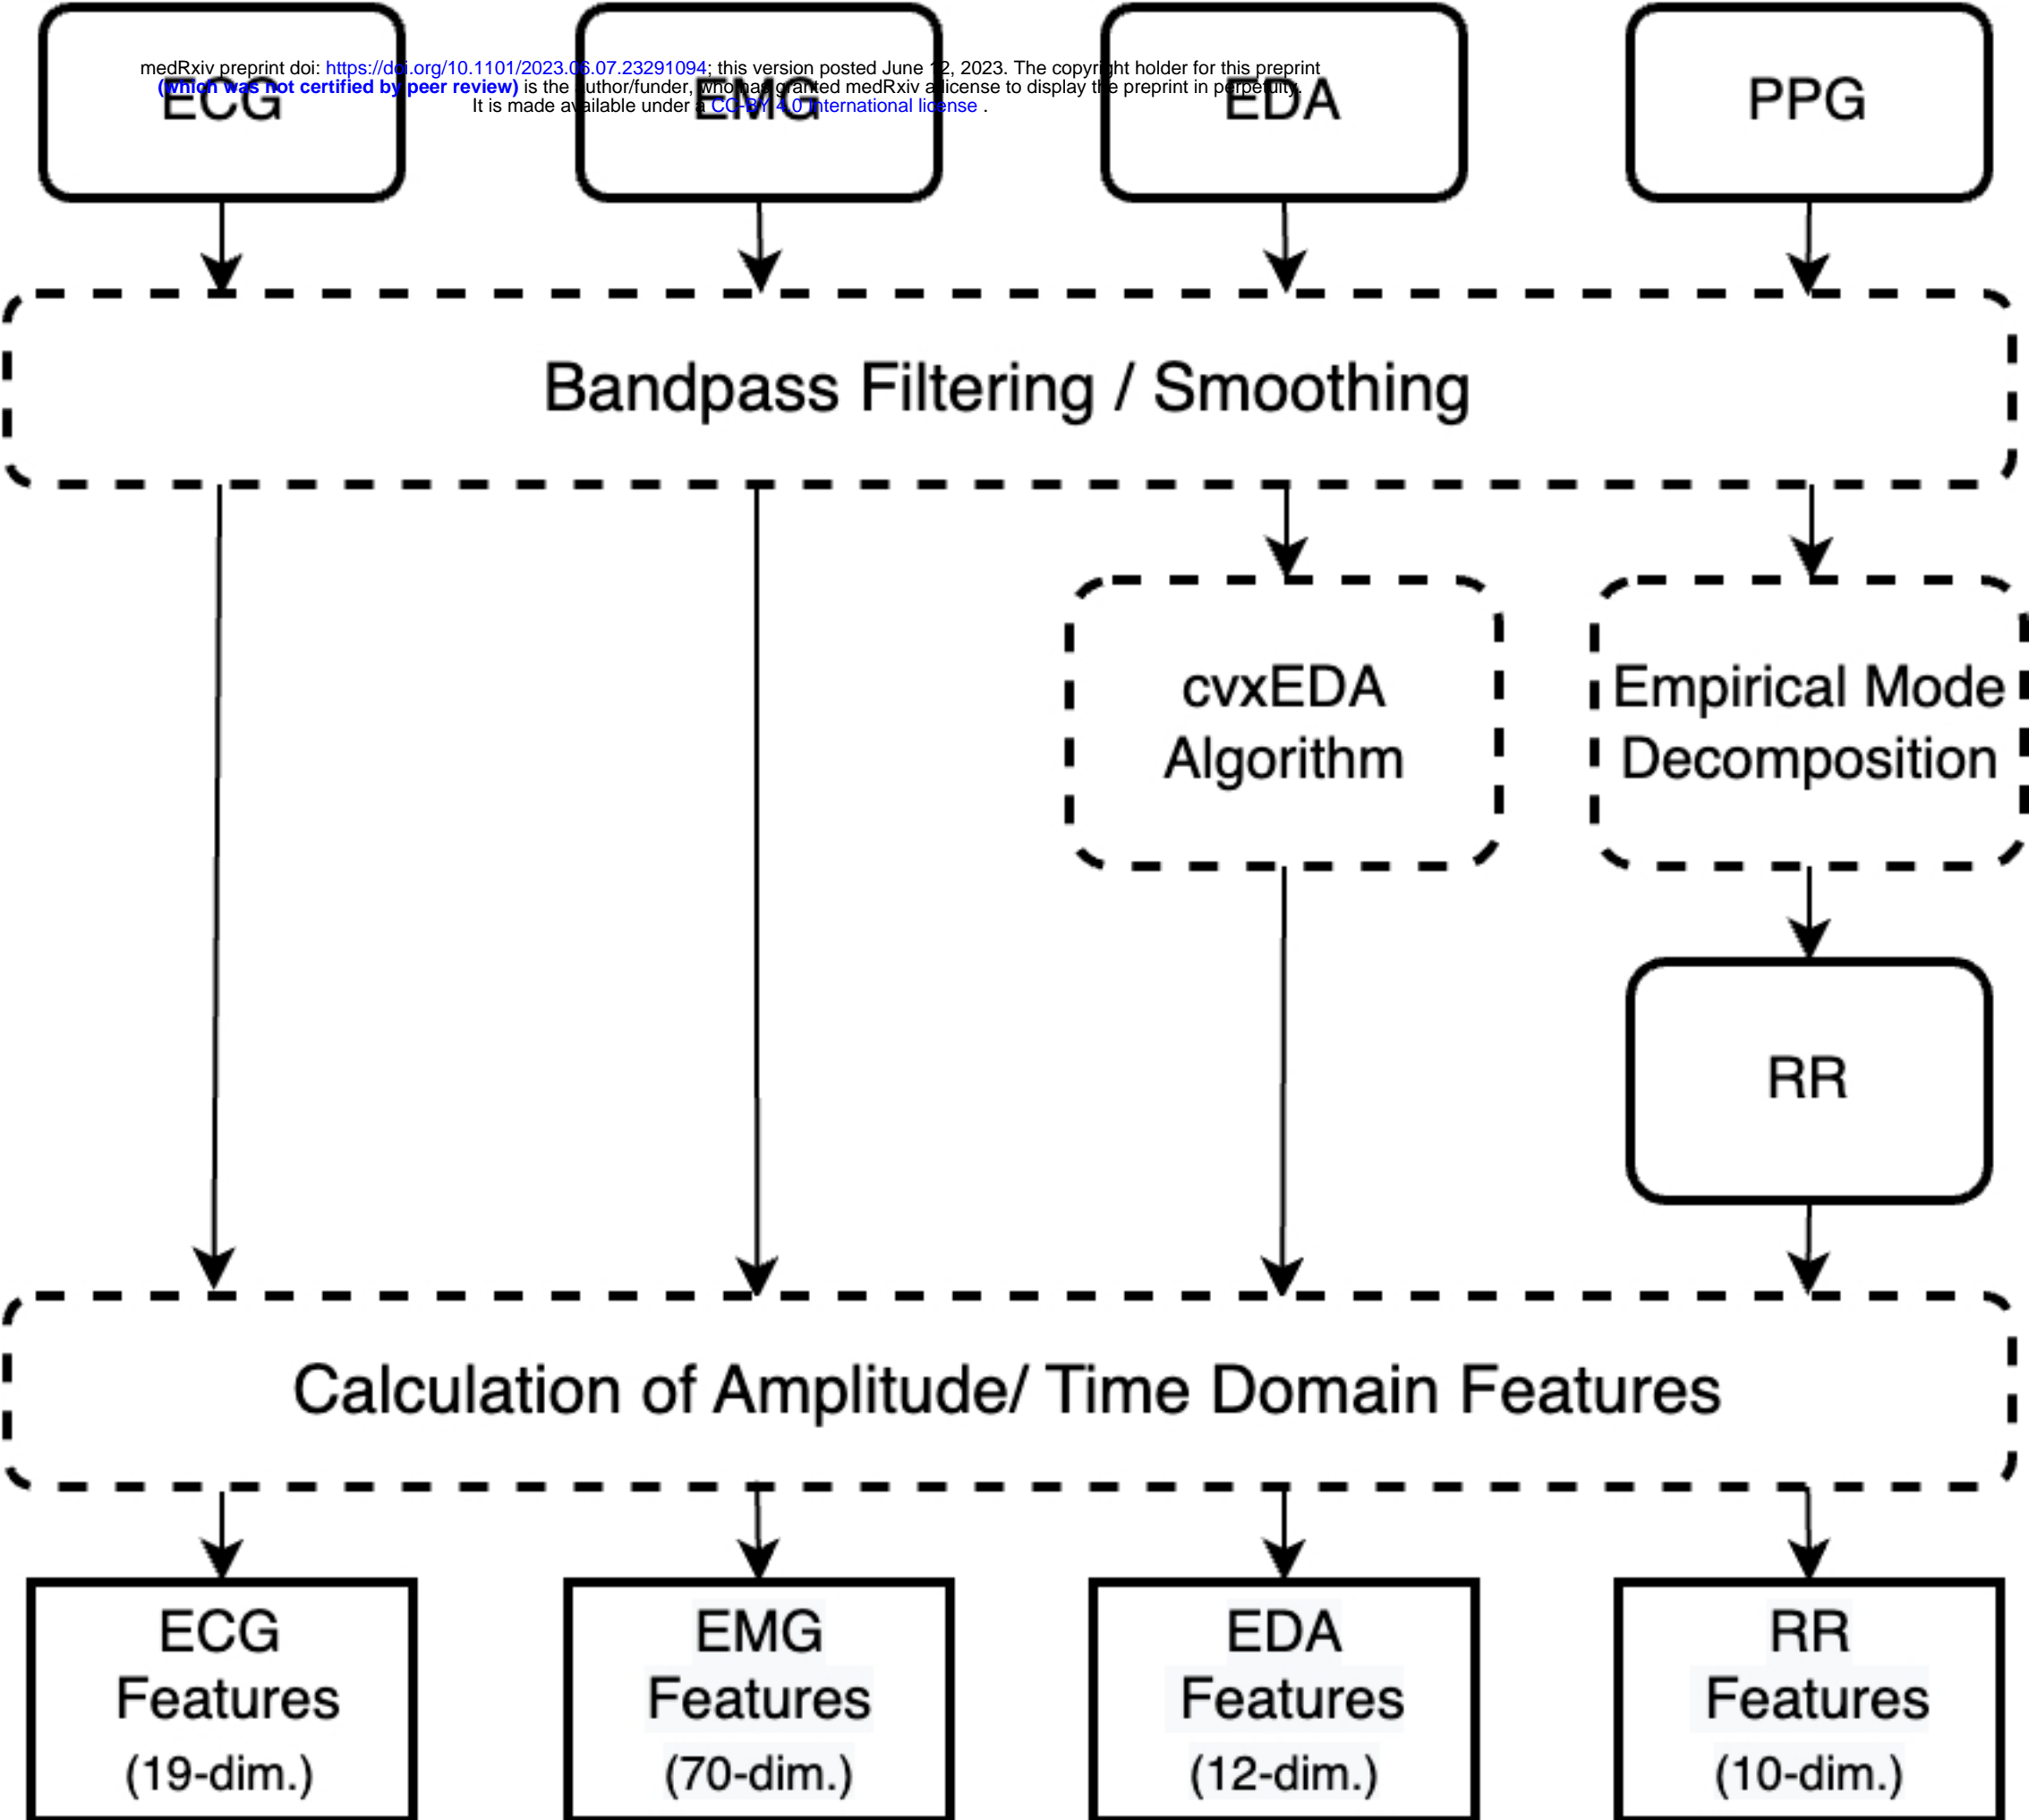 medRxiv preprint doi: https://doi.org/10.1101/2023.06.07.23291094; this version posted June 12, 2023. The copyright holder for this preprint
(which was not certified by peer review) is the author/funder, who has granted medRxiv a license to display the preprint in perpetuity.
It is made available under a CC-BY 4.0 International license .
ECG EMG EDA PPG
Bandpass Filtering / Smoothing
cvxEDA Empirical Mode
Algorithm Decomposition
RR
Calculation of Amplitude/ Time Domain Features
ECG EMG EDA RR
Features Features Features Features
(19-dim.) (70-dim.) (12-dim.) (10-dim.)